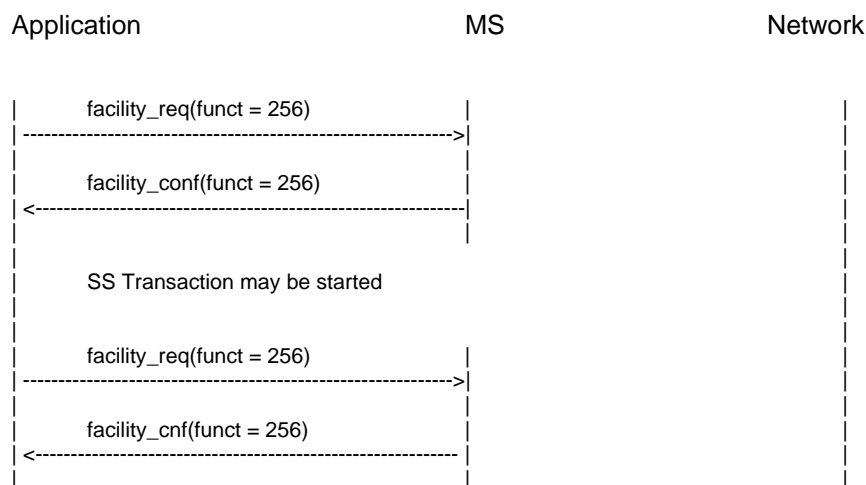 Application MS Network
facility_req(funct = 256)
facility_conf(funct = 256)
SS Transaction may be started
facility_req(funct = 256)
facility_cnf(funct = 256)